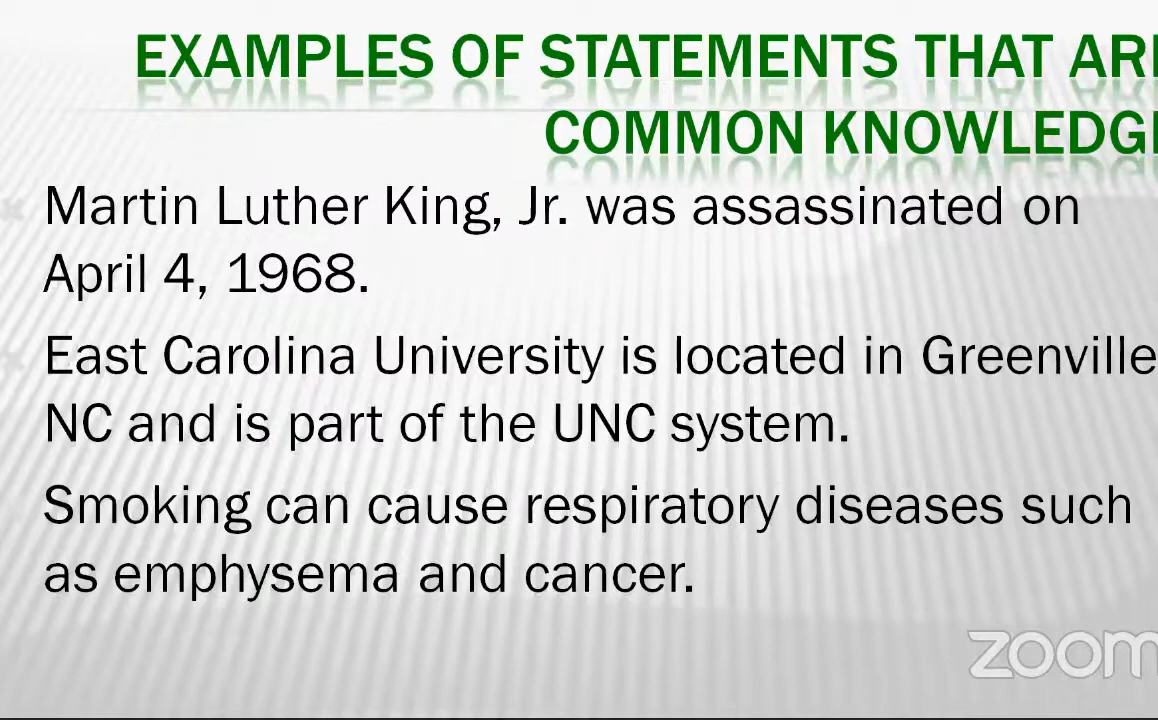 EXAMPLES OF STATEMENTS THAT ARE
COMMON KNOWLEDGE
Martin Luther King, Jr. was assassinated on
April 4, 1968.
East Carolina University is located in Greenville
NC and is part of the UNC system.
Smoking can cause respiratory diseases such
as emphysema and cancer.
zoom